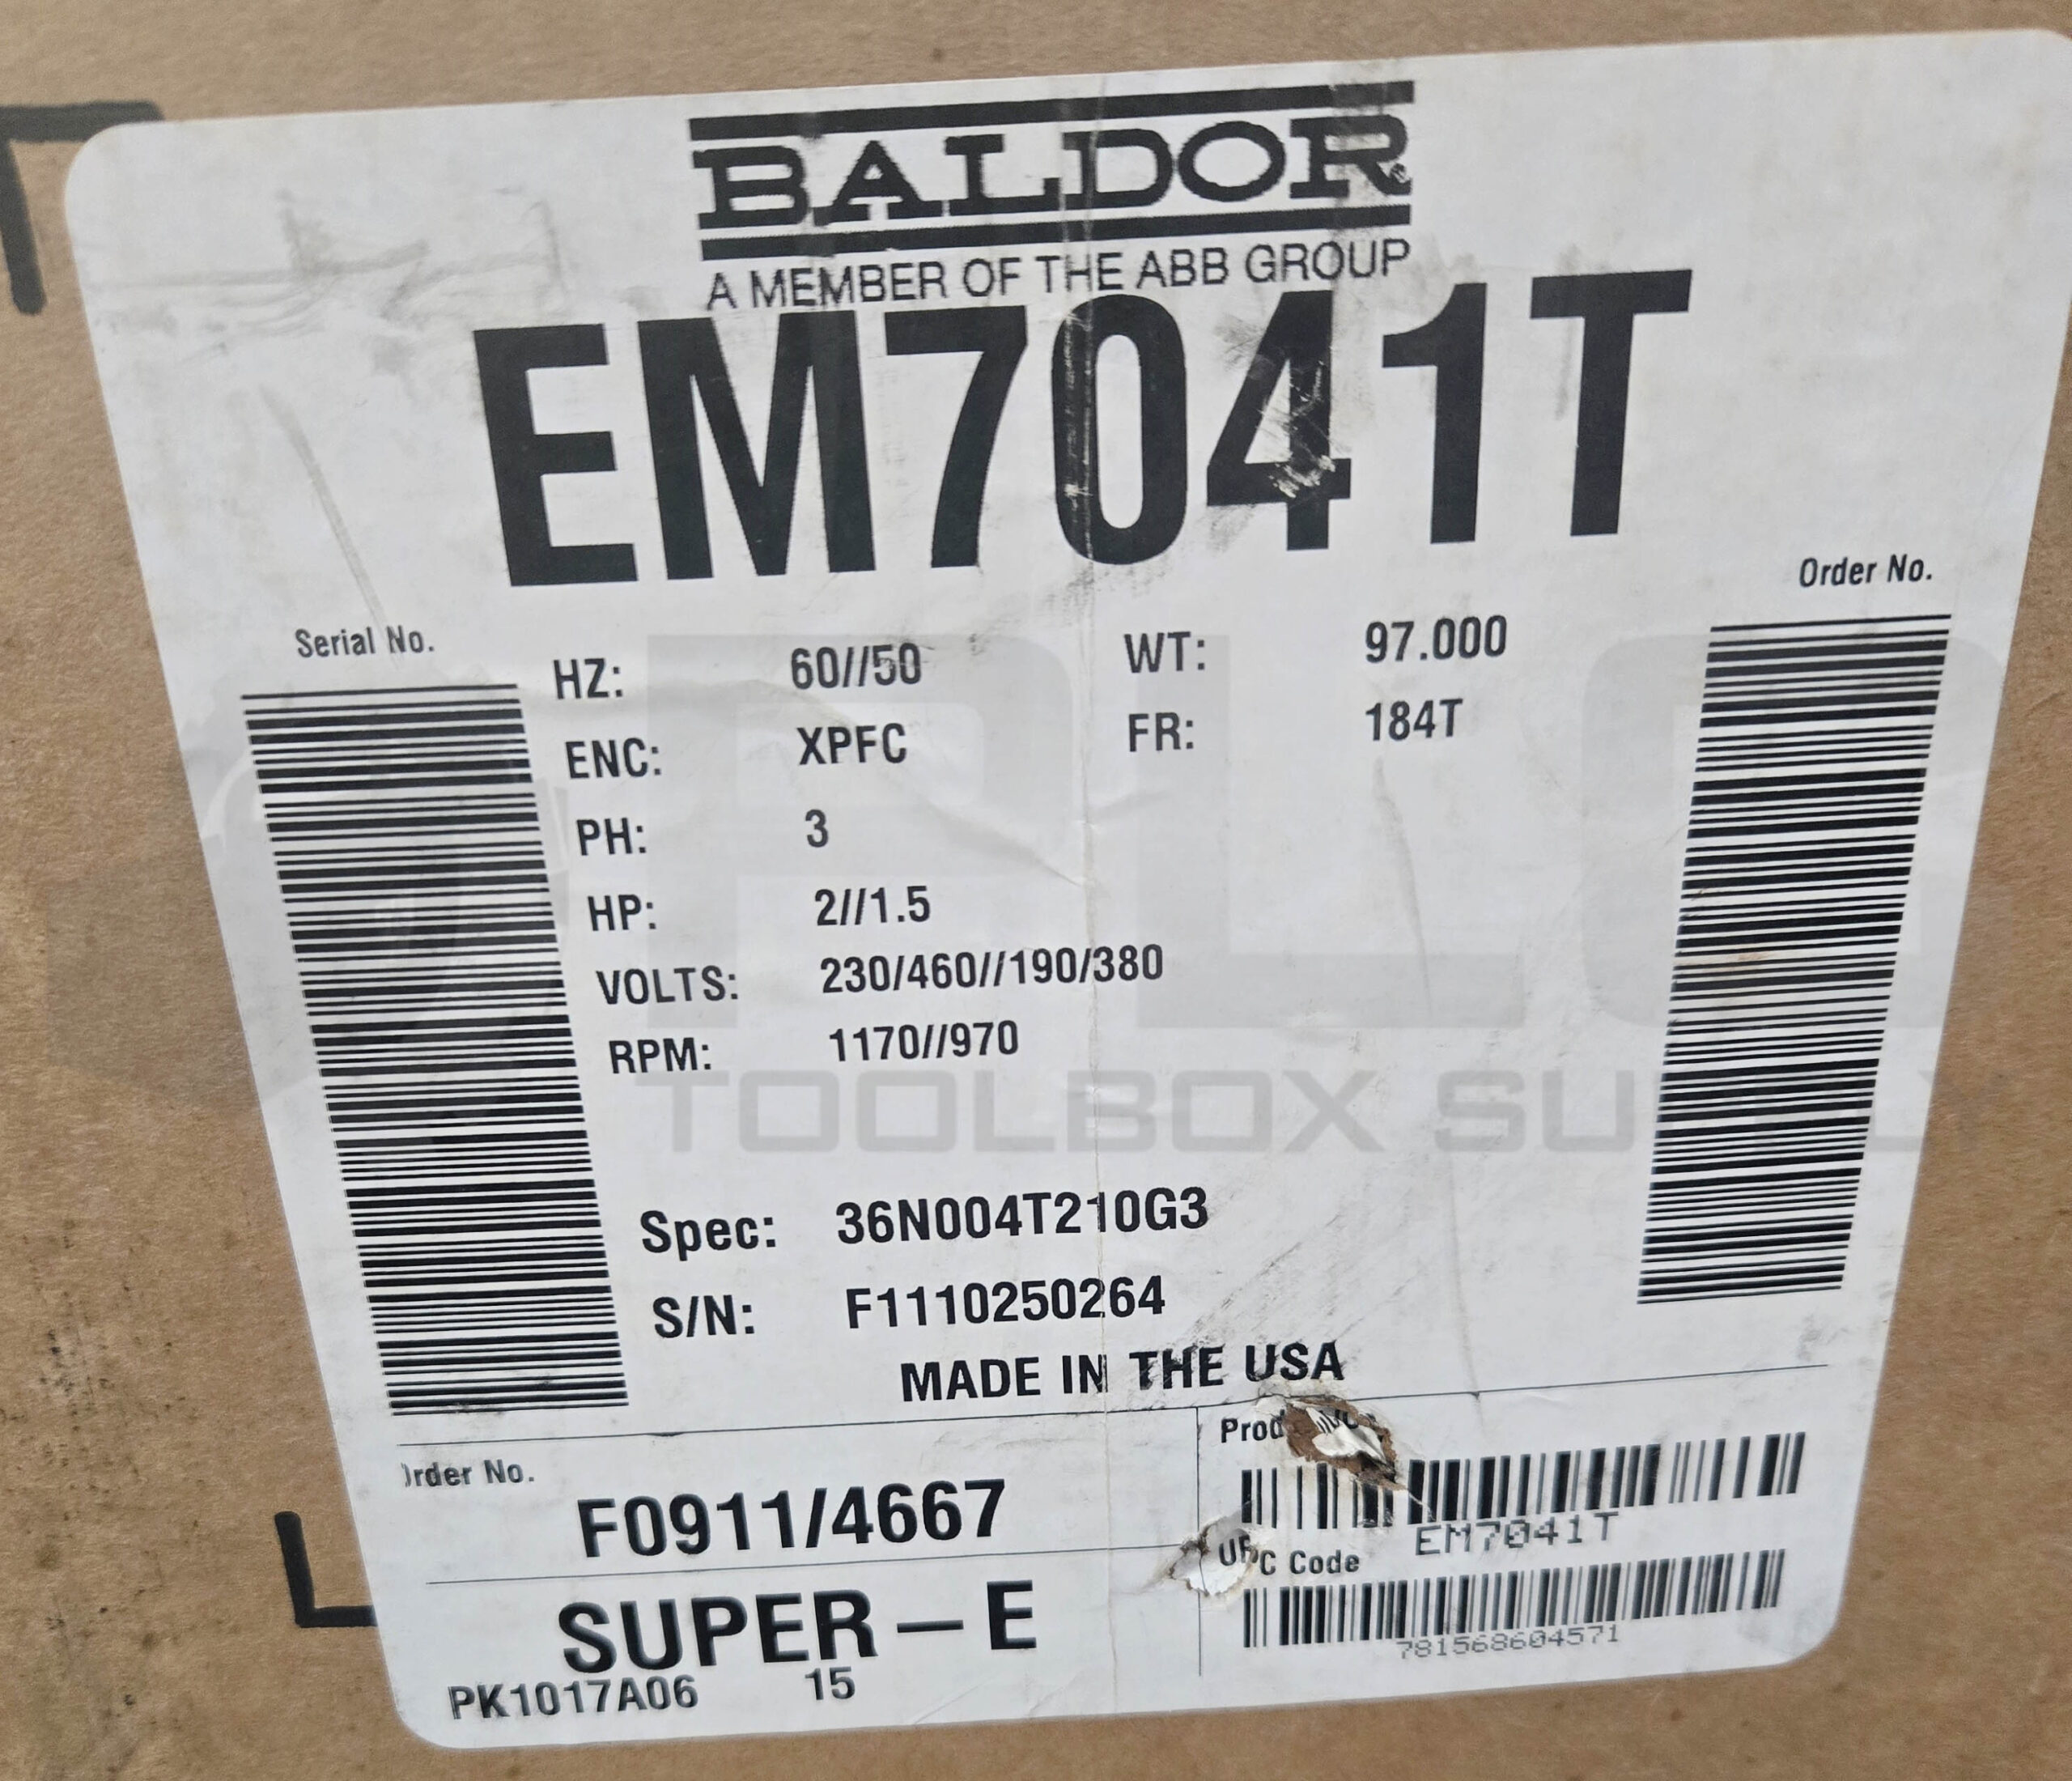 BALDOR
A MEMBER OF THE ABB GROUP
EM7041T
Order No.
Serial No.
HZ: 60//50 WT: 97.000
ENC: XPFC FR: 184T
PH: 3
HP: 2//1.5
VOLTS: 230/460//190/380
RPM: 1170//970
TOOLBOX
Spec: 36N004T210G3
S/N: F1110250264
MADE IN THE USA
Order No.
F0911/4667
EM7041T
UPC Code
781568604571
SUPER – E
PK1017A06 15
T
L